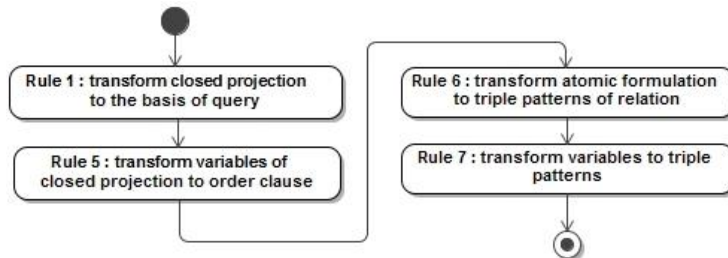 Rule 1 : transform closed projection
to the basis of query
Rule 5 : transform variables of
closed projection to order clause
Rule 6 : transform atomic formulation
to triple patterns of relation
Rule 7 : transform variables to triple
patterns